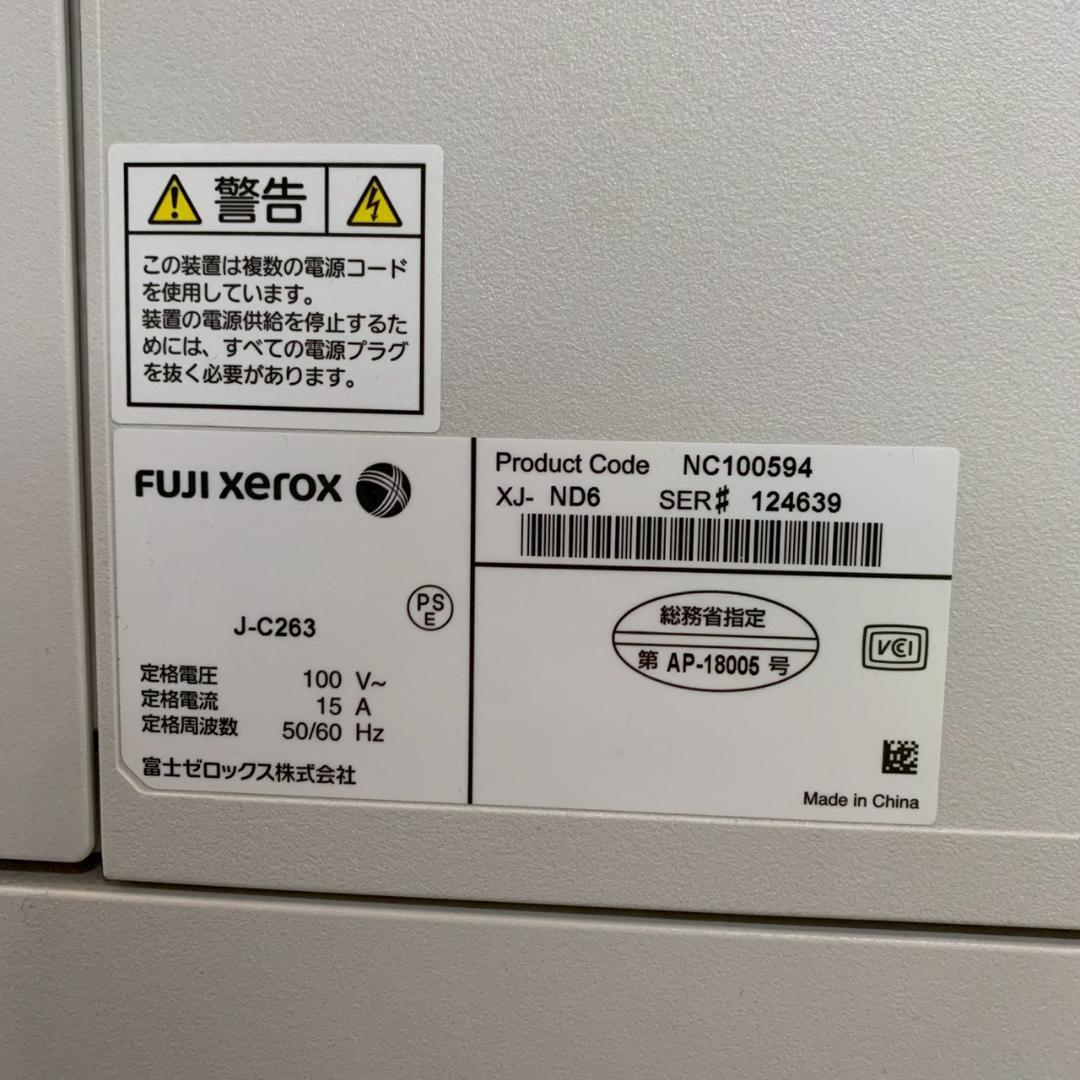 警告
この装置は複数の電源コード
を使用しています。
装置の電源供給を停止するた
めには、すべての電源プラグ
を抜く必要があります。
FUJI xerox
PS
E
J-C263
定格電圧 100 V~
定格電流 15 A
定格周波数 50/60 Hz
富士ゼロックス株式会社
Product Code NC100594
XJ- ND6 SER# 124639
総務省指定
第 AP-18005 号
VCI
Made in China